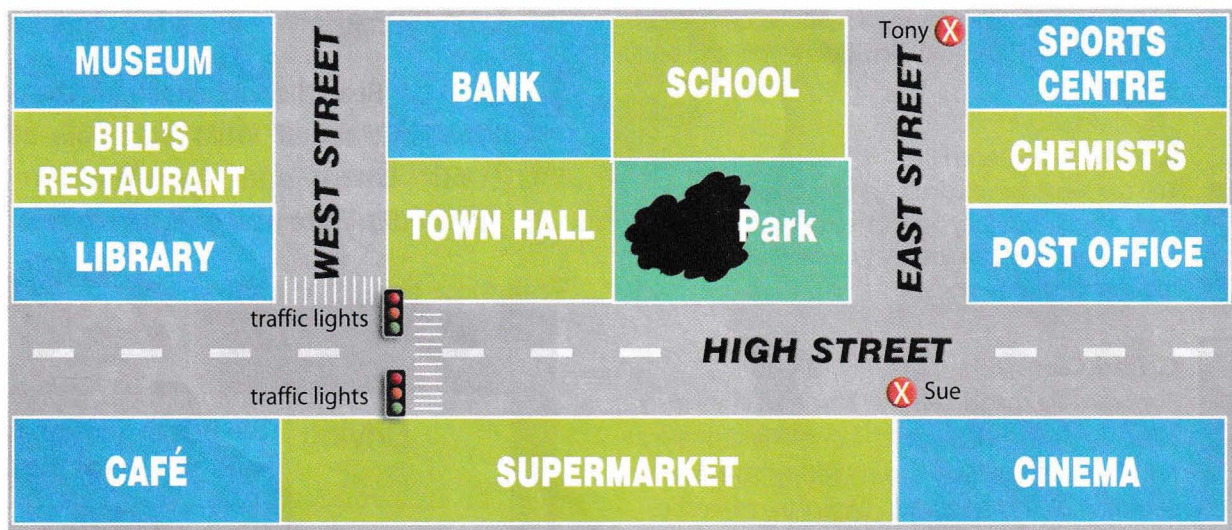 MUSEUM
BILL'S
RESTAURANT
LIBRARY
WEST STREET
BANK
SCHOOL
TOWN HALL
Park
Tony X
EAST STREET
SPORTS
CENTRE
CHEMIST'S
POST OFFICE
traffic lights
HIGH STREET
traffic lights
X Sue
CAFÉ
SUPERMARKET
CINEMA